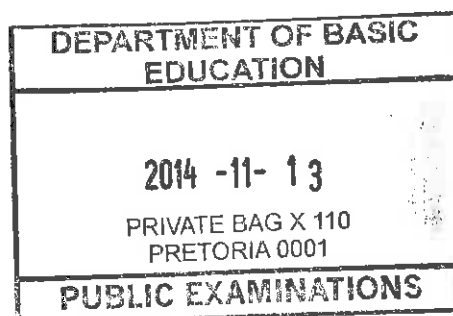 DEPARTMENT OF BASIC
EDUCATION
2014 -11- 13
PRIVATE BAG X 110
PRETORIA 0001
PUBLIC EXAMINATIONS